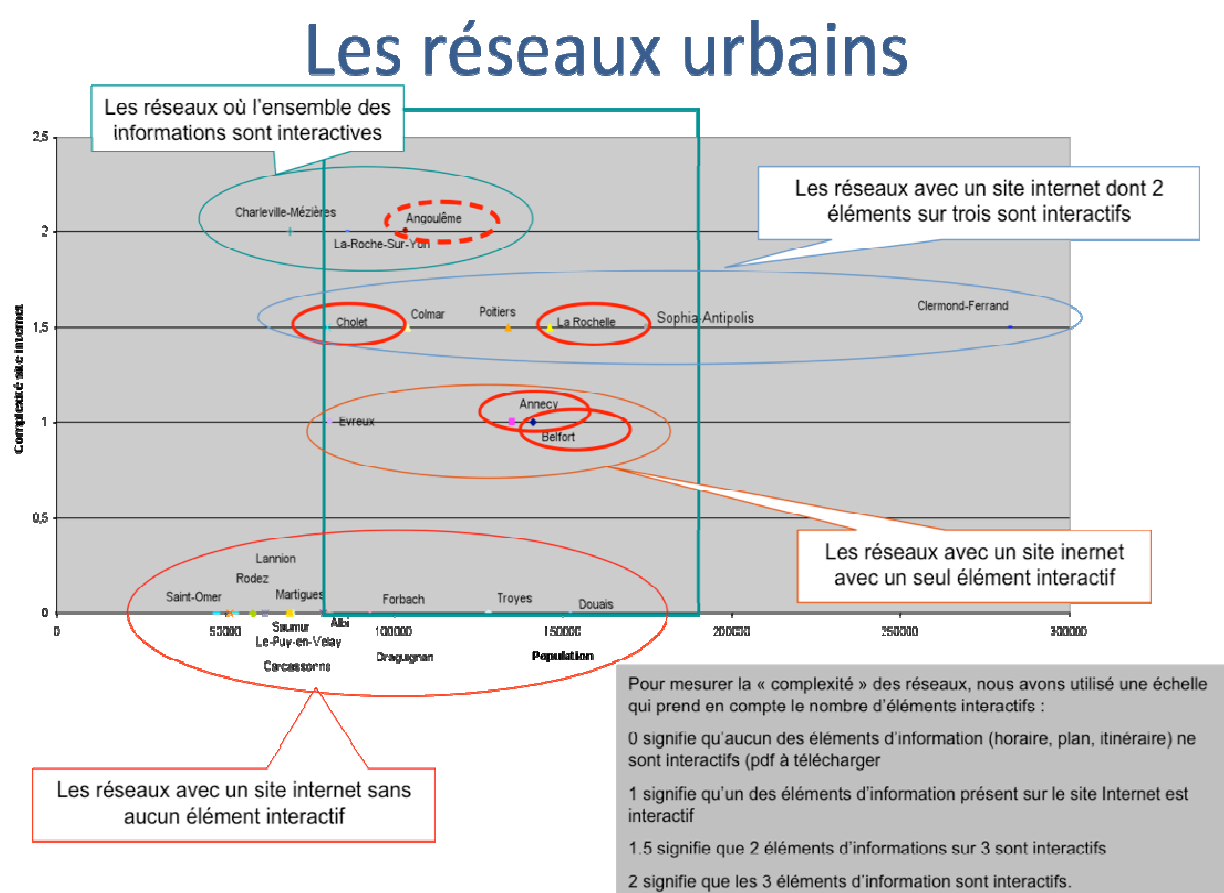 Les réseaux urbains
Les réseaux où l'ensemble des
informations sont interactives
Les réseaux avec un site internet dont 2
éléments sur trois sont interactifs
2,5
Charleville-Mézières
Angoulême
2
La-Roche-Sur-Yon
Clermond-Ferrand
Cholet
Colmar
Poitiers
La Rochelle
Sophia-Antipolis
1,5
Complexité site internet
Annecy
1
Evreux
Belfort
0,5
Les réseaux avec un site inernet
avec un seul élément interactif
Lannion
Rodez
Saint-Omer
Martigues
Forbach
Troyes
Douais
0
0
50000
100000
150000
200000
250000
300000
Saumur
Albi
Le-Puy-en-Velay
Carcassonne
Draguignan
Population
Pour mesurer la « complexité » des réseaux, nous avons utilisé une échelle
qui prend en compte le nombre d'éléments interactifs :
0 signifie qu'aucun des éléments d'information (horaire, plan, itinéraire) ne
sont interactifs (pdf à télécharger
1 signifie qu'un des éléments d'information présent sur le site Internet est
interactif
1.5 signifie que 2 éléments d'informations sur 3 sont interactifs
2 signifie que les 3 éléments d'information sont interactifs.
Les réseaux avec un site internet sans
aucun élément interactif